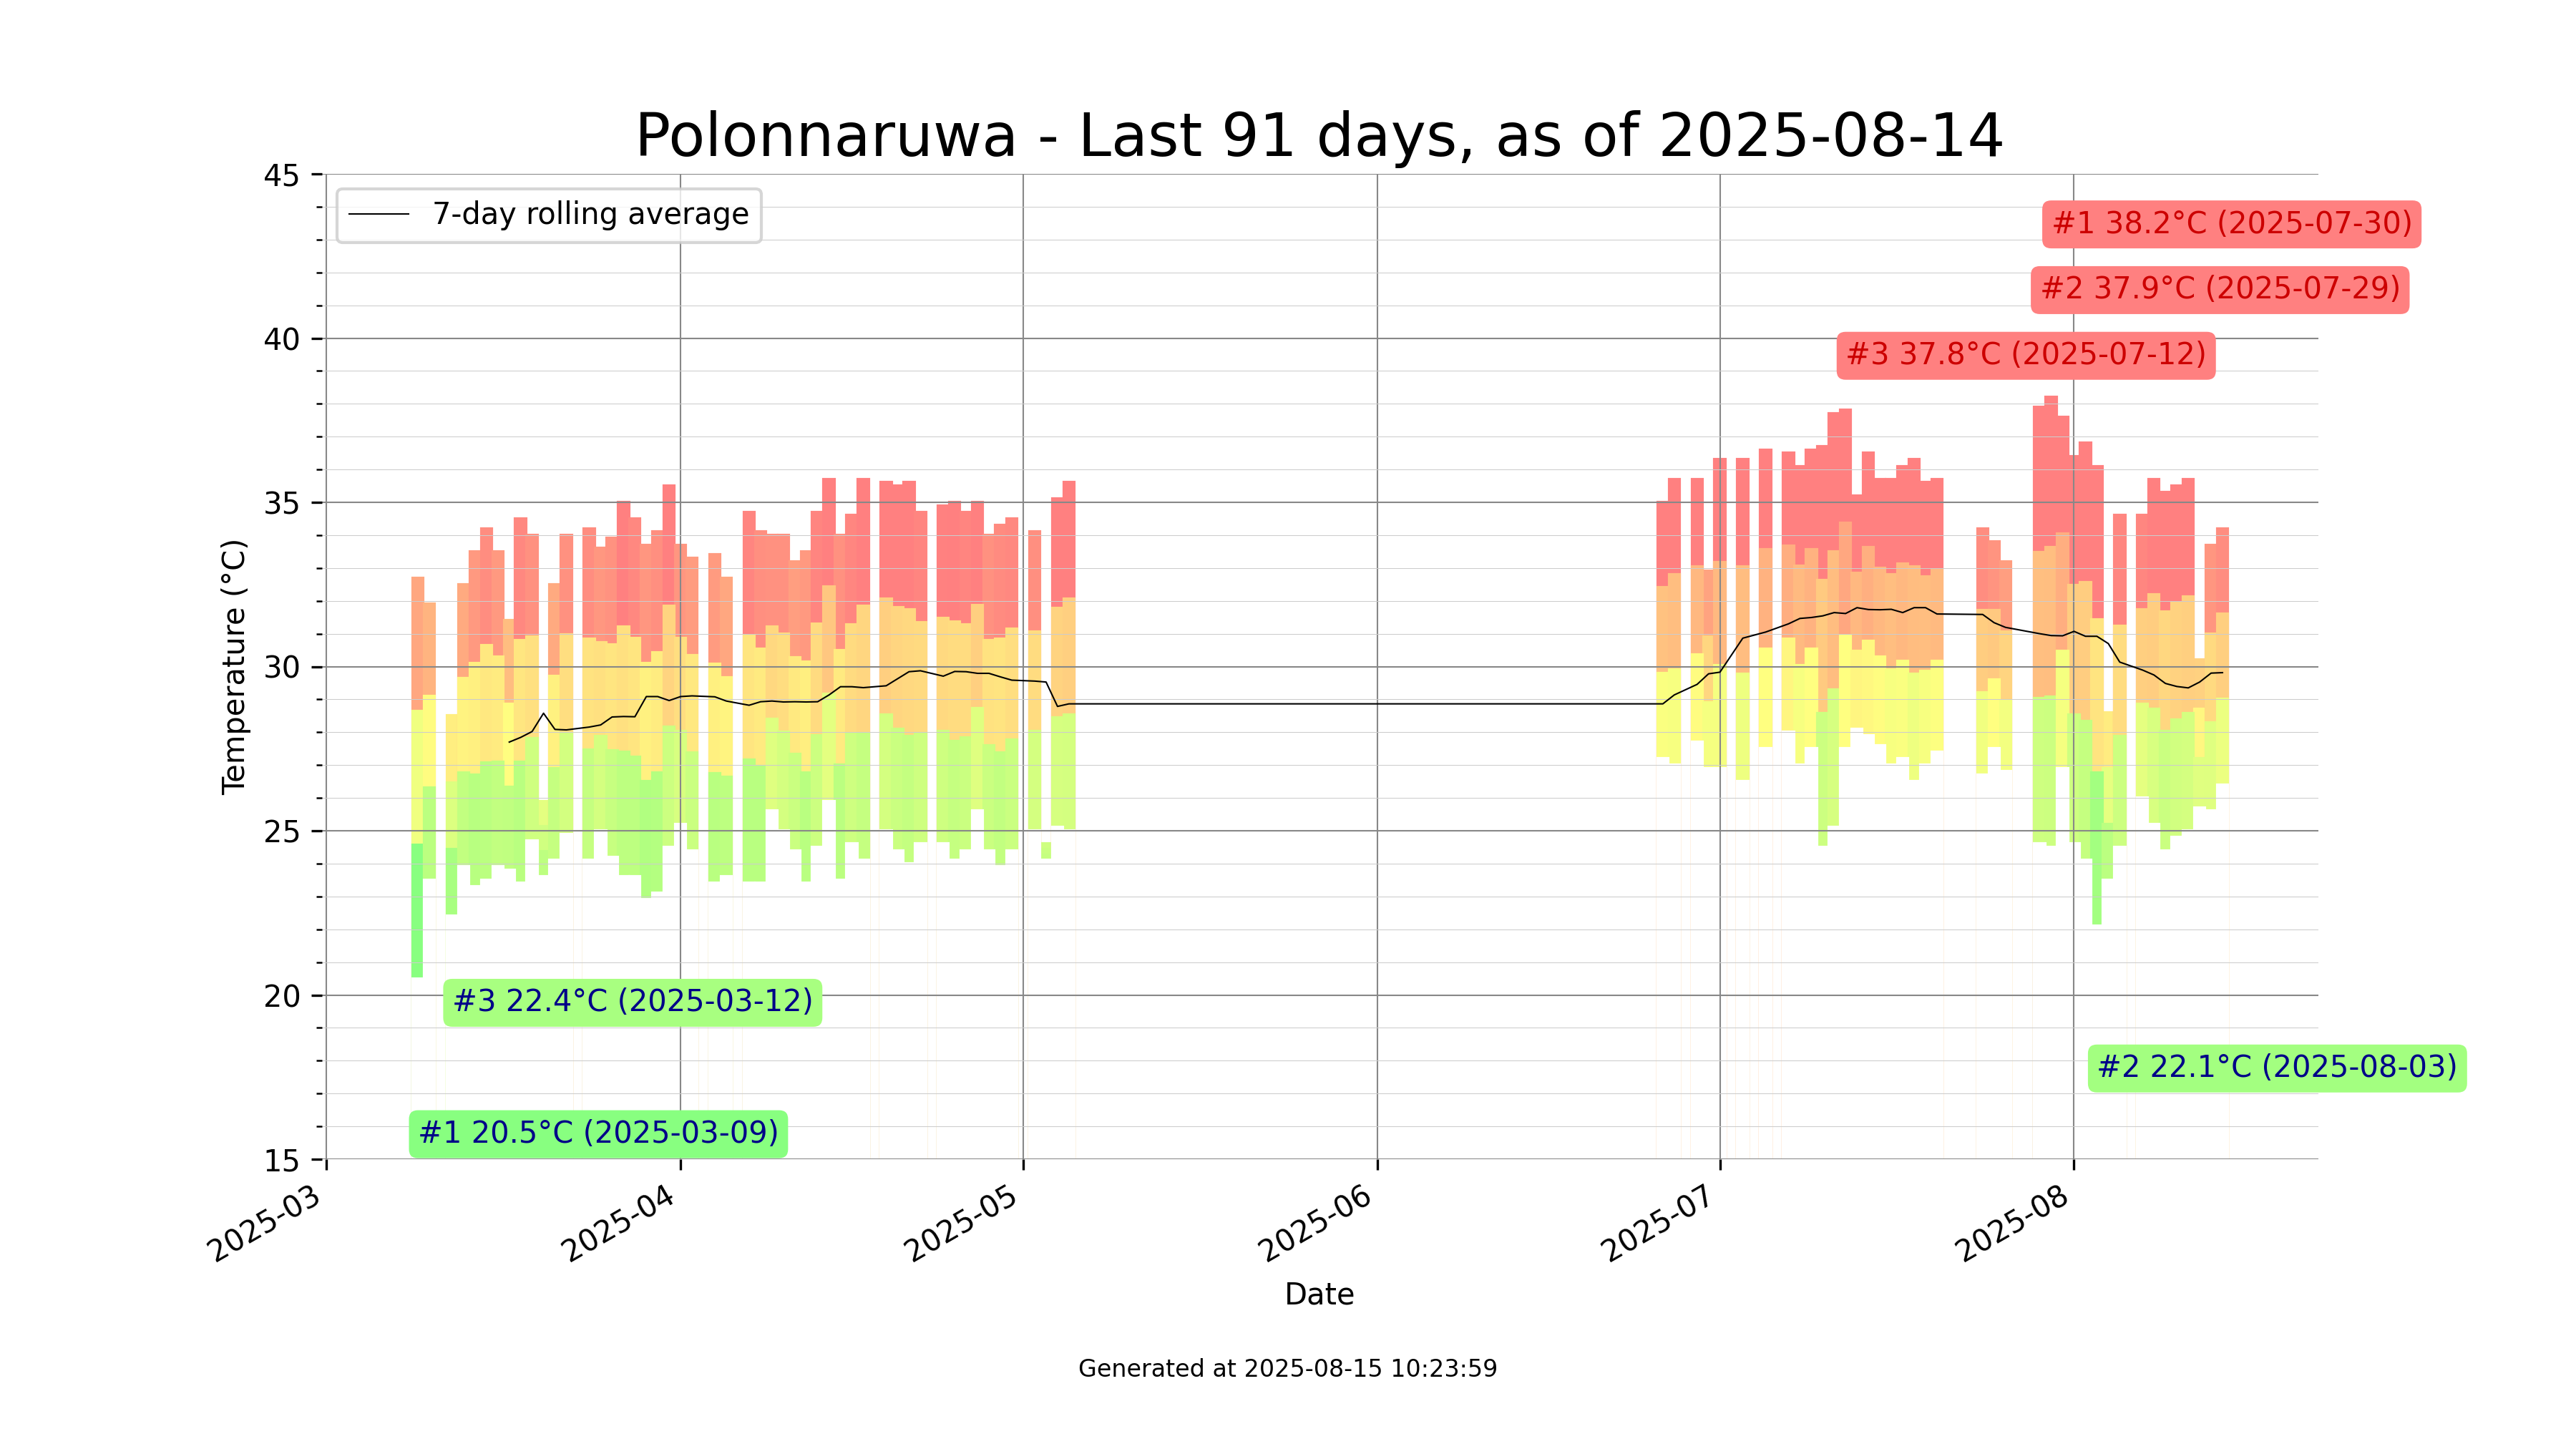 Polonnaruwa - Last 91 days, as of 2025-08-14
45
7-day rolling average
#1 38.2°C (2025-07-30)
#2 37.9°C (2025-07-29)
40
#3 37.8°C (2025-07-12)
35
30
Temperature (°C)
25
20
#3 22.4°C (2025-03-12)
#2 22.1°C (2025-08-03)
#1 20.5°C (2025-03-09)
15
2025-03
2025-04
2025-05
2025-06
2025-07
2025-08
Date
Generated at 2025-08-15 10:23:59